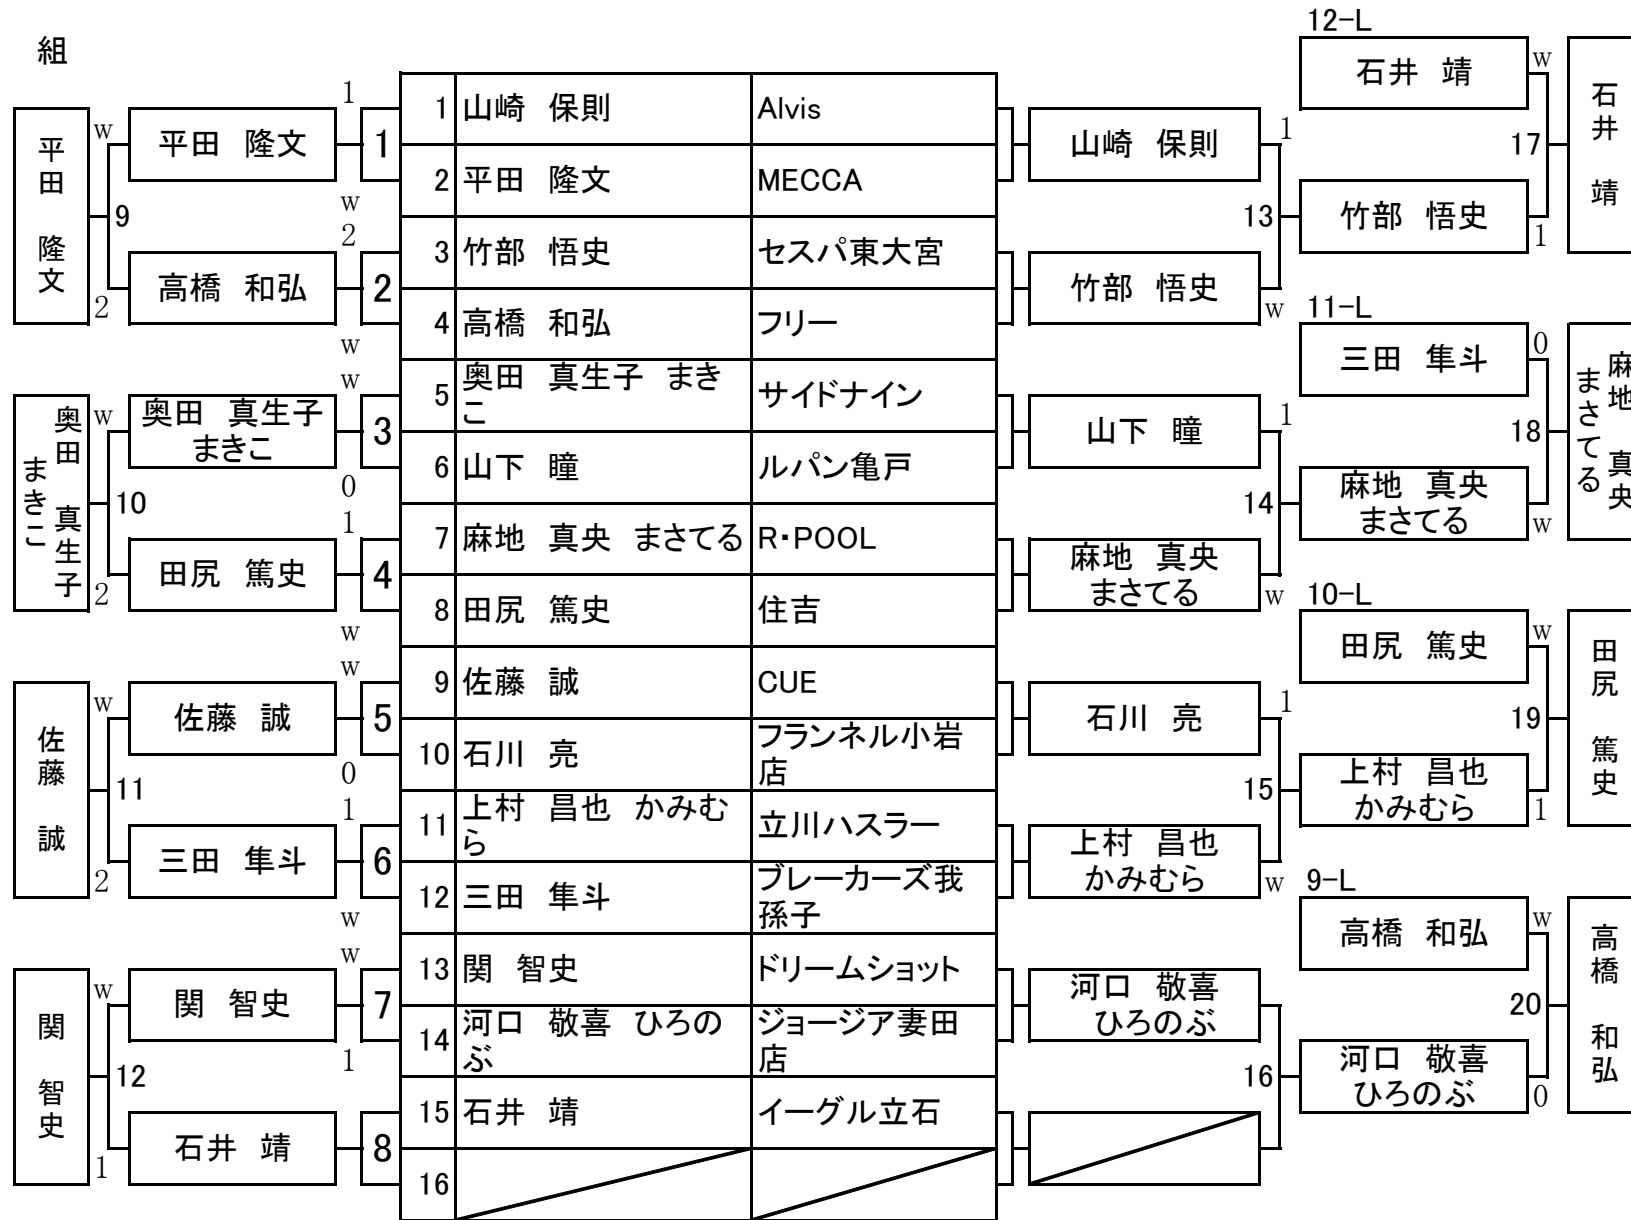 組
平田 隆文
w
9
2
平田 隆文
高橋 和弘
1
1
w
2
2
w
奥田 真生子
まきこ
w
10
2
奥田 真生子
まきこ
田尻 篤史
w
3
0
1
4
w
佐藤 誠
w
11
2
佐藤 誠
三田 隼斗
w
5
0
1
6
w
関 智史
w
12
1
関 智史
石井 靖
w
7
1
8
1 山崎 保則 Alvis
2 平田 隆文 MECCA
3 竹部 悟史 セスパ東大宮
4 高橋 和弘 フリー
5 奥田 真生子 まき
こ
サイドナイン
6 山下 瞳 ルパン亀戸
7 麻地 真央 まさてる R・POOL
8 田尻 篤史 住吉
9 佐藤 誠 CUE
10 石川 亮
フランネル小岩
店
11 上村 昌也 かみむ
ら
立川ハスラー
12 三田 隼斗
ブレーカーズ我
孫子
13 関 智史 ドリームショット
14 河口 敬喜 ひろの
ぶ
ジョージア妻田
店
15 石井 靖 イーグル立石
16
山崎 保則
1
13
竹部 悟史
w
山下 瞳
1
14
麻地 真央
まさてる
w
石川 亮
1
15
上村 昌也
かみむら
w
河口 敬喜
ひろのぶ
16
12-L
石井 靖
w
17
竹部 悟史
1
石井 靖
11-L
三田 隼斗
0
18
麻地 真央
まさてる
w
麻地 真央
まさてる
10-L
田尻 篤史
w
19
上村 昌也
かみむら
1
田尻 篤史
9-L
高橋 和弘
w
20
河口 敬喜
ひろのぶ
0
高橋 和弘